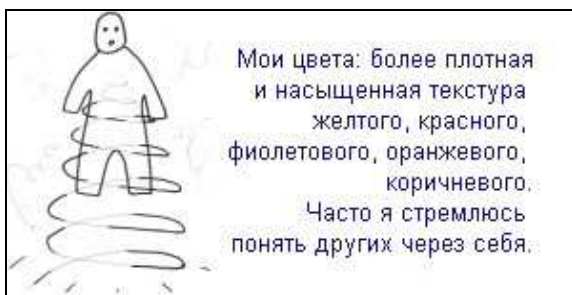 Мои цвета: более плотная
и насыщенная текстура
желтого, красного,
фиолетового, оранжевого,
коричневого.
Часто я стремлюсь
понять других через себя.